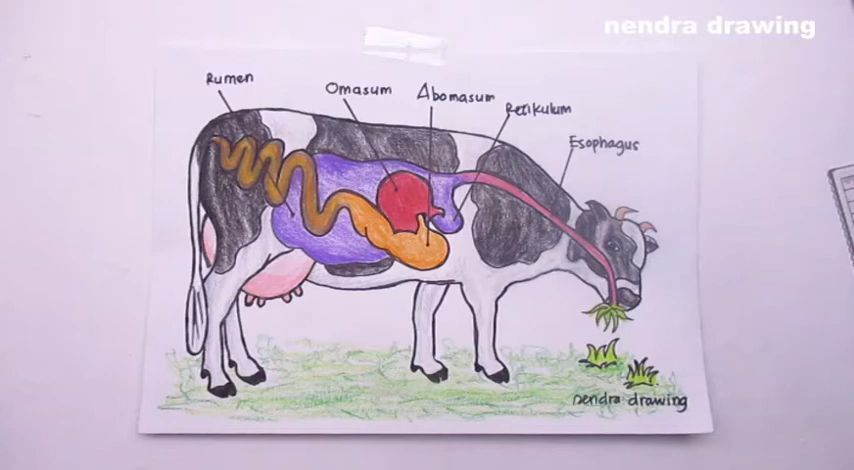 nendra drawing
Rumen
Omasum
Abomasum
Retikulum
Esophagus
nendra drawing